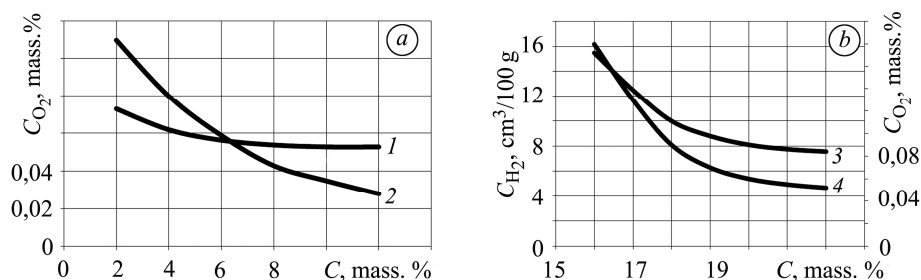 a
C_O₂, mass.%
0,04
0,02
0
1
2
0 2 4 6 8 C, mass. %
b
C_H₂, cm³/100 g
16
12
8
4
0
C_O₂, mass.%
0,08
0,04
0
3
4
15 17 19 C, mass. %